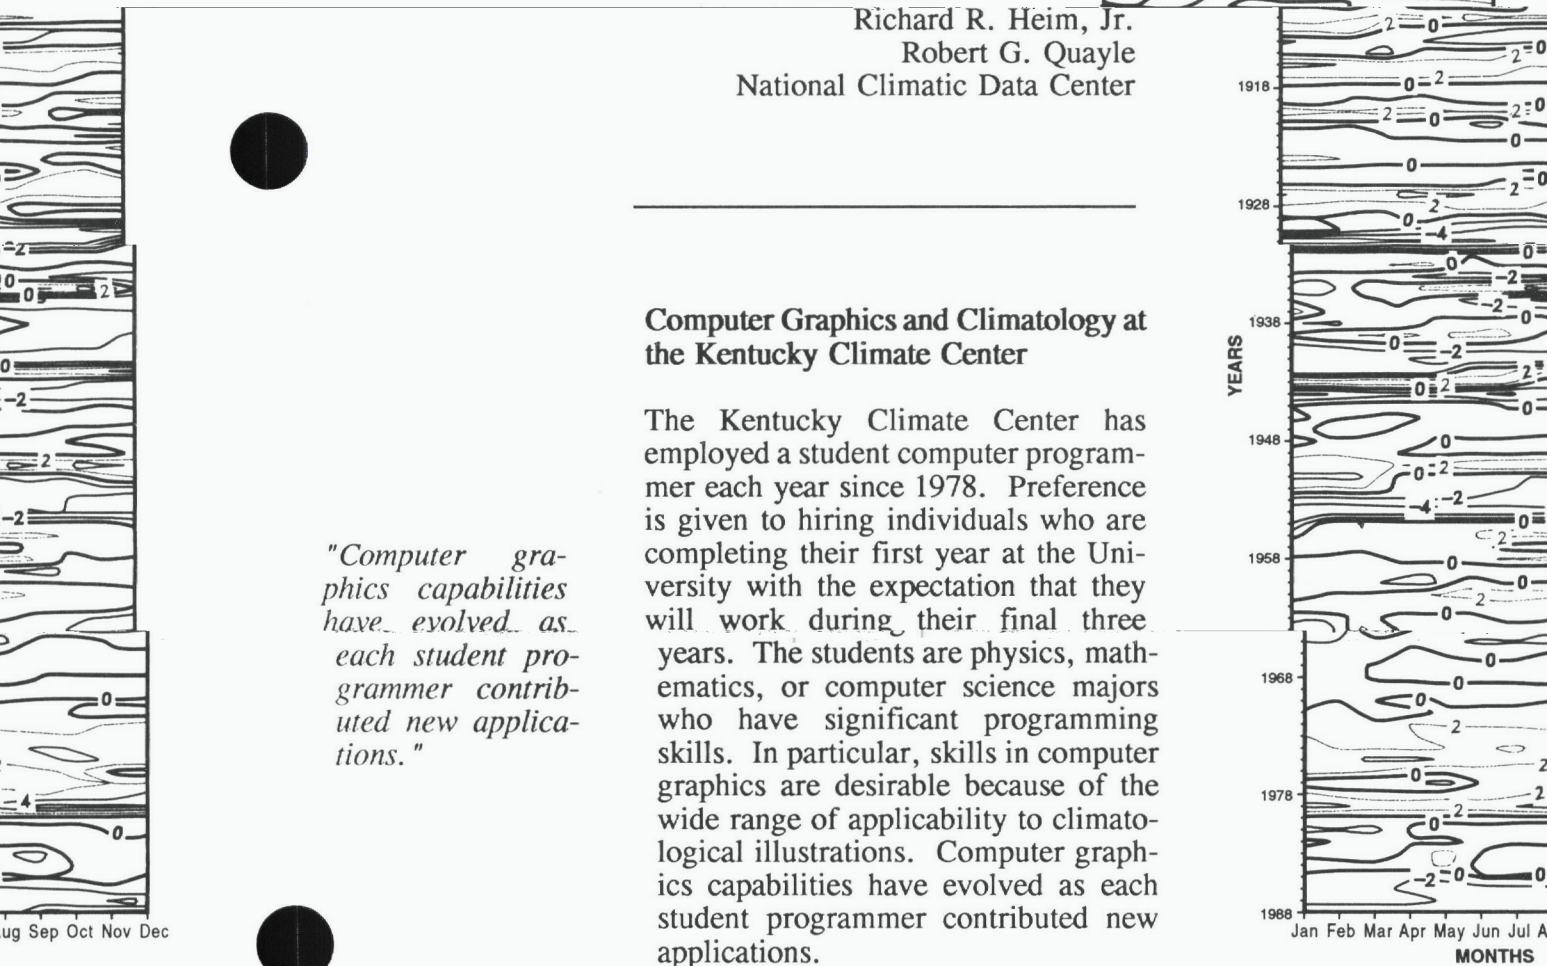 Richard R. Heim, Jr.
Robert G. Quayle
National Climatic Data Center
Computer Graphics and Climatology at
the Kentucky Climate Center
The Kentucky Climate Center has
employed a student computer program-
mer each year since 1978. Preference
is given to hiring individuals who are
completing their first year at the Uni-
versity with the expectation that they
will work during their final three
years. The students are physics, math-
ematics, or computer science majors
who have significant programming
skills. In particular, skills in computer
graphics are desirable because of the
wide range of applicability to climato-
logical illustrations. Computer graph-
ics capabilities have evolved as each
student programmer contributed new
applications.
"Computer gra-
phics capabilities
have evolved as
each student pro-
grammer contrib-
uted new applica-
tions."
Sep Oct Nov Dec
YEARS
1918
1928
1938
1948
1958
1968
1978
1988
Jan Feb Mar Apr May Jun Jul
MONTHS